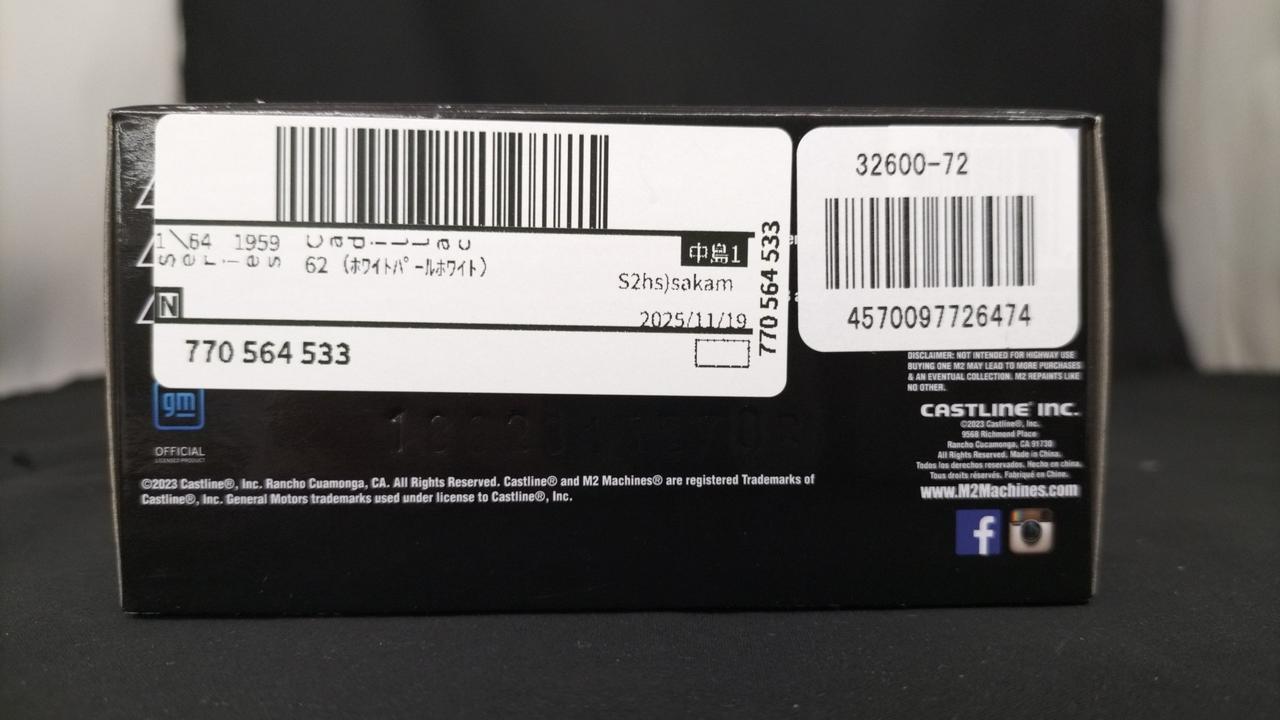 1/64 1959 Cadillac
Series 62 (ホワイトパールホワイト)
中島1
S2hs)sakam
N
2025/11/19
770 564 533
770 564 533
32600-72
4570097726474
gm
OFFICIAL
LICENSED PRODUCT
©2023 Castline®, Inc. Rancho Cuamonga, CA. All Rights Reserved. Castline® and M2 Machines® are registered Trademarks of
Castline®, Inc. General Motors trademarks used under license to Castline®, Inc.
DISCLAIMER: NOT INTENDED FOR HIGHWAY USE
BUYING ONE M2 MAY LEAD TO MORE PURCHASES
& AN EVENTUAL COLLECTION. M2 REPAINTS LIKE
NO OTHER.
CASTLINE® INC.
©2023 Castline®, Inc.
9568 Richmond Place
Rancho Cucamonga, CA 91730
All Rights Reserved. Made in China.
Todos los derechos reservados. Hecho en china.
Tous droits réservés. Fabriqué en Chine.
www.M2Machines.com
f